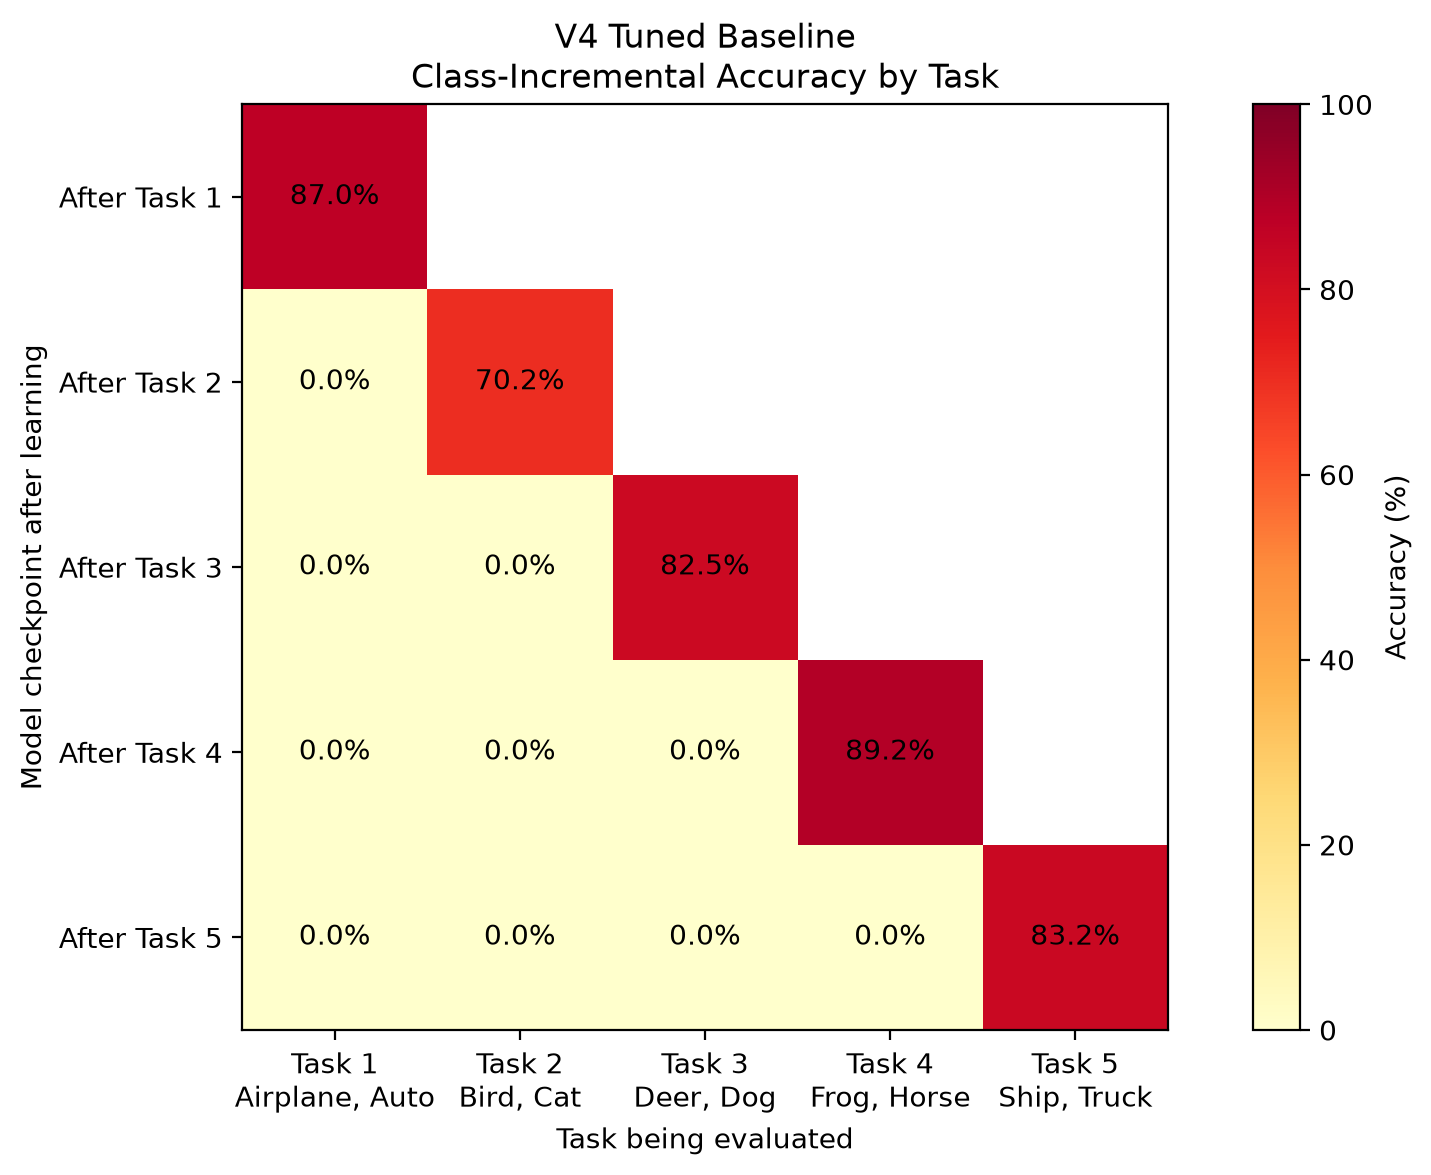 V4 Tuned Baseline
Class-Incremental Accuracy by Task
100
80
60
40
20
0
Accuracy (%)
Model checkpoint after learning
After Task 1
87.0%
After Task 2
0.0%
70.2%
After Task 3
0.0%
0.0%
82.5%
After Task 4
0.0%
0.0%
0.0%
89.2%
After Task 5
0.0%
0.0%
0.0%
0.0%
83.2%
Task 1
Airplane, Auto
Task 2
Bird, Cat
Task 3
Deer, Dog
Task 4
Frog, Horse
Task 5
Ship, Truck
Task being evaluated